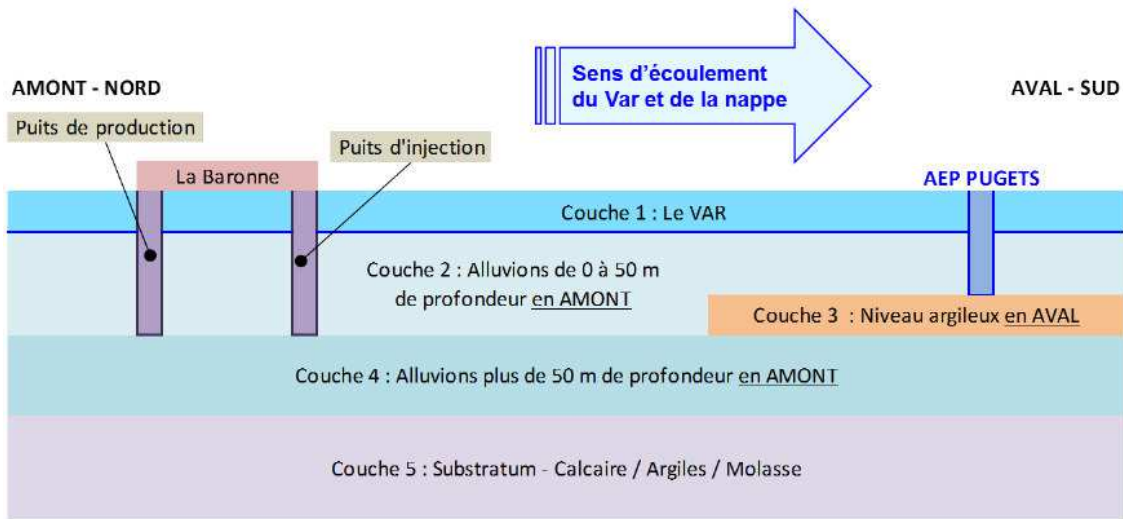 Sens d'écoulement
du Var et de la nappe
AMONT - NORD
AVAL - SUD
Puits de production
Puits d'injection
La Baronne
AEP PUGETS
Couche 1 : Le VAR
Couche 2 : Alluvions de 0 à 50 m
de profondeur en AMONT
Couche 3 : Niveau argileux en AVAL
Couche 4 : Alluvions plus de 50 m de profondeur en AMONT
Couche 5 : Substratum - Calcaire / Argiles / Molasse